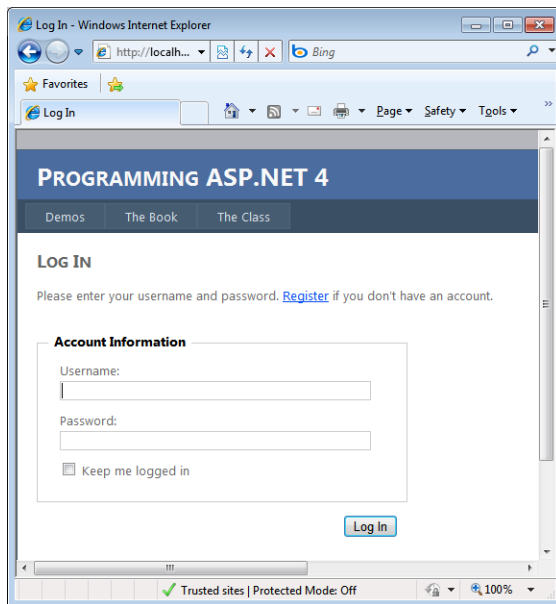 Log In - Windows Internet Explorer
http://localh... Bing
Favorites
Log In Page Safety Tools »
PROGRAMMING ASP.NET 4
Demos The Book The Class
LOG IN
Please enter your username and password. Register if you don't have an account.
Account Information
Username:
Password:
Keep me logged in
Log In
Trusted sites | Protected Mode: Off 100%